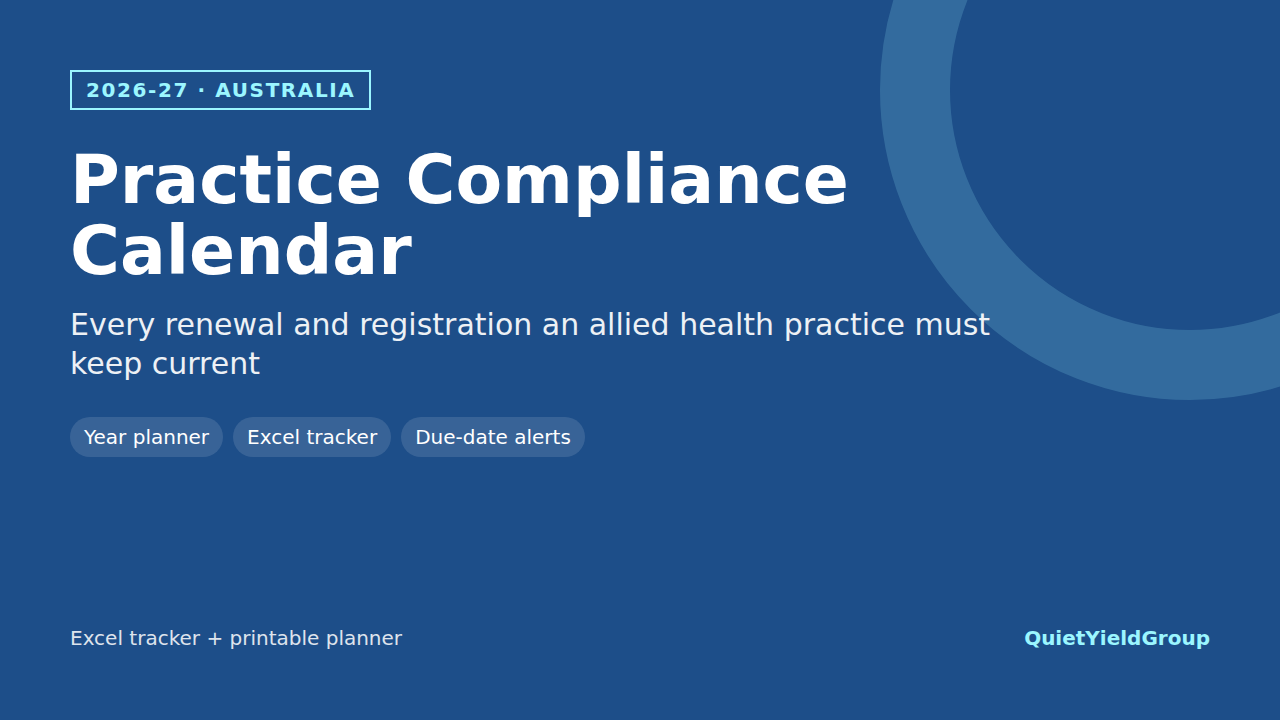 2026-27 · AUSTRALIA
Practice Compliance
Calendar
Every renewal and registration an allied health practice must
keep current
Year planner
Excel tracker
Due-date alerts
Excel tracker + printable planner
QuietYieldGroup